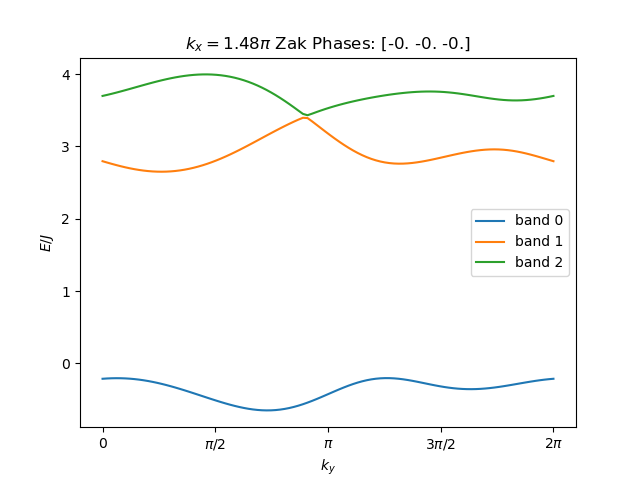 $k_x = 1.48\pi$ Zak Phases: [-0. -0. -0.]
4
3
2
1
0
E/J
band 0
band 1
band 2
0 π/2 π 3π/2 2π
$k_y$